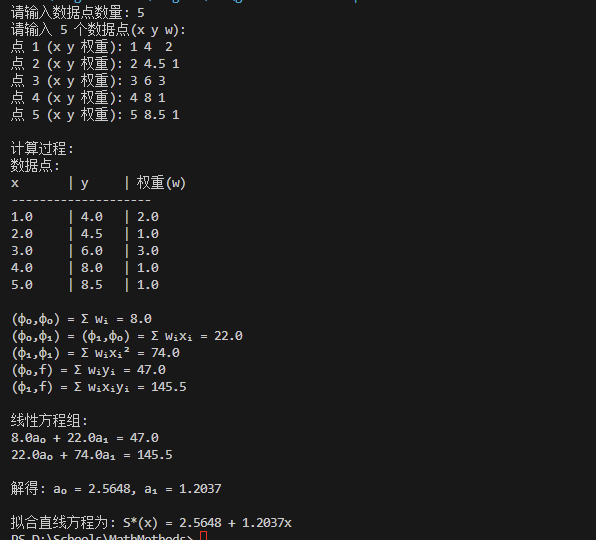 请输入数据点数量: 5
请输入 5 个数据点(x y w):
点 1 (x y 权重): 1 4  2
点 2 (x y 权重): 2 4.5 1
点 3 (x y 权重): 3 6 3
点 4 (x y 权重): 4 8 1
点 5 (x y 权重): 5 8.5 1
计算过程:
数据点:
x | y | 权重(w)
--------------------
1.0 | 4.0 | 2.0
2.0 | 4.5 | 1.0
3.0 | 6.0 | 3.0
4.0 | 8.0 | 1.0
5.0 | 8.5 | 1.0
(φ₀,φ₀) = Σ wᵢ = 8.0
(φ₀,φ₁) = (φ₁,φ₀) = Σ wᵢxᵢ = 22.0
(φ₁,φ₁) = Σ wᵢxᵢ² = 74.0
(φ₀,f) = Σ wᵢyᵢ = 47.0
(φ₁,f) = Σ wᵢxᵢyᵢ = 145.5
线性方程组:
8.0a₀ + 22.0a₁ = 47.0
22.0a₀ + 74.0a₁ = 145.5
解得: a₀ = 2.5648, a₁ = 1.2037
拟合直线方程为: S*(x) = 2.5648 + 1.2037x
PS D:\Schools\MathMethods>